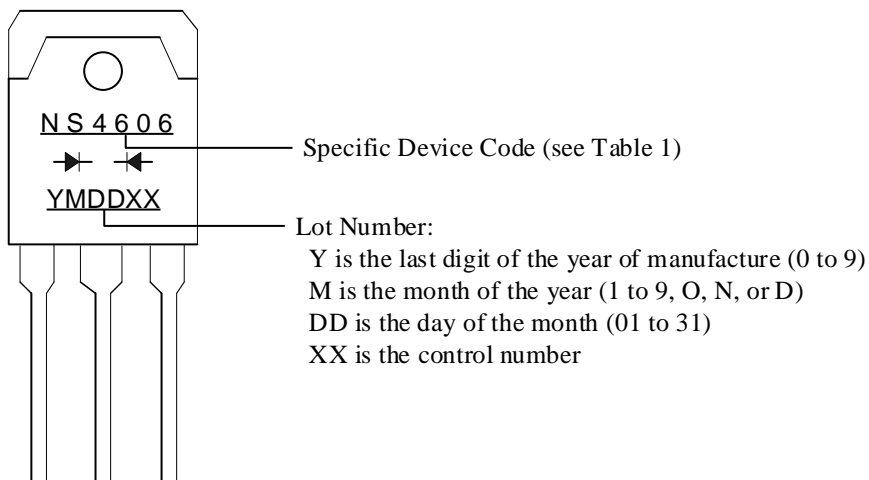 NS4606
Specific Device Code (see Table 1)
YMDDXX
Lot Number:
Y is the last digit of the year of manufacture (0 to 9)
M is the month of the year (1 to 9, O, N, or D)
DD is the day of the month (01 to 31)
XX is the control number